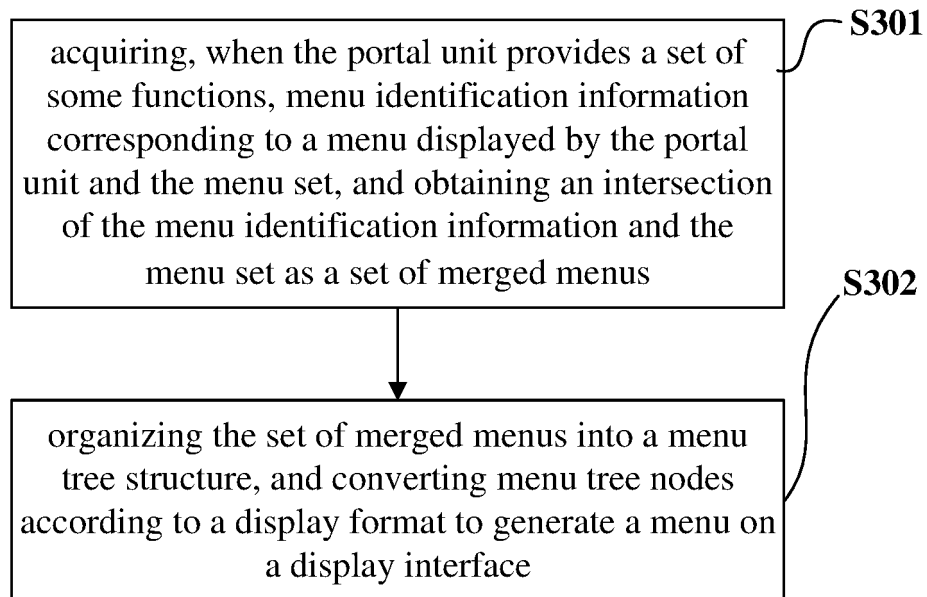 S301
acquiring, when the portal unit provides a set of
some functions, menu identification information
corresponding to a menu displayed by the portal
unit and the menu set, and obtaining an intersection
of the menu identification information and the
menu set as a set of merged menus
S302
organizing the set of merged menus into a menu
tree structure, and converting menu tree nodes
according to a display format to generate a menu on
a display interface